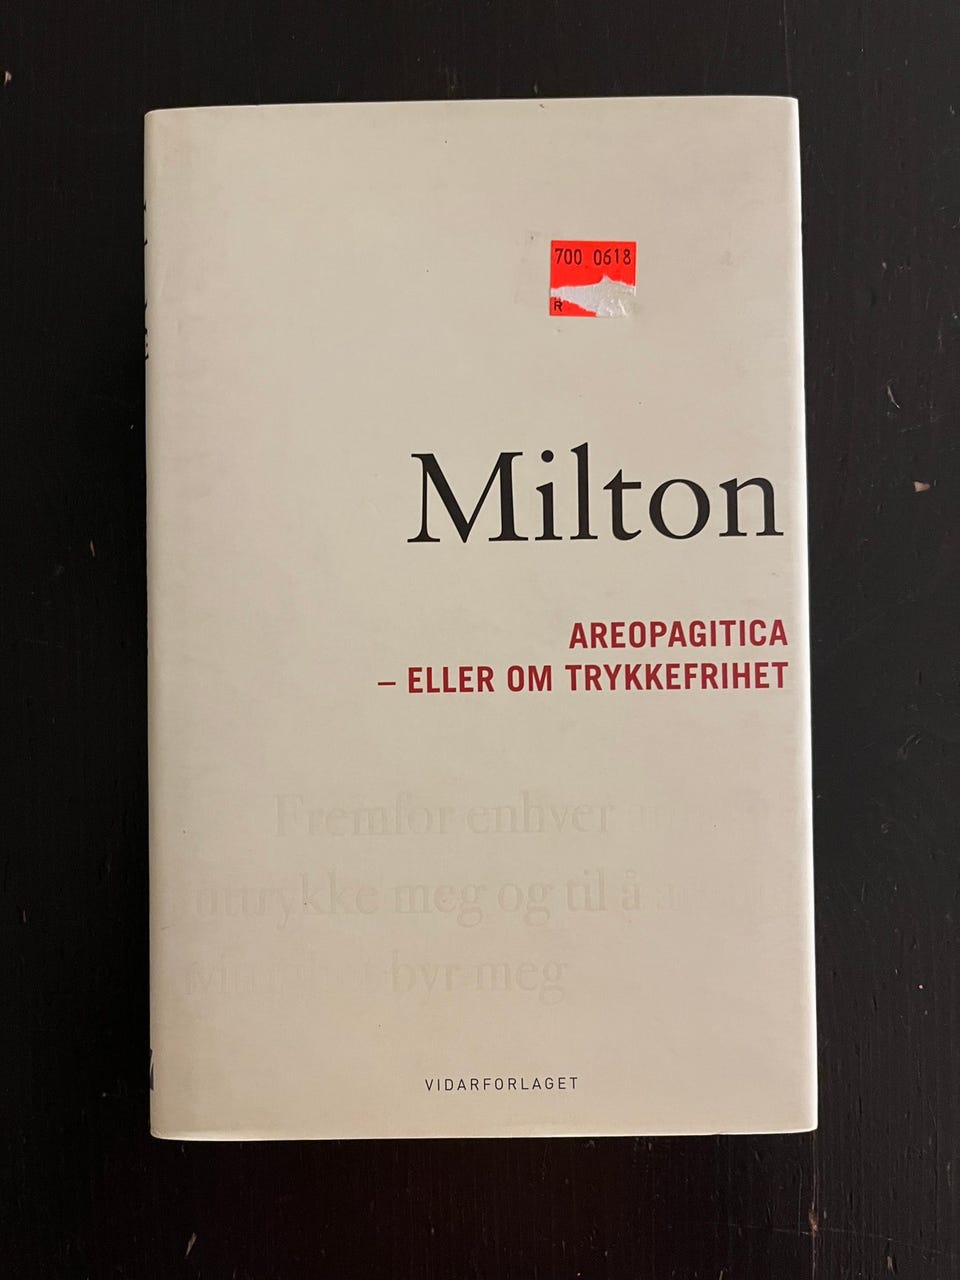 700 0618
R
Milton
AREOPAGITICA
– ELLER OM TRYKKEFRIHET
Fremfor enhver
uttrykke meg og til å
byr meg
VIDARFORLAGET